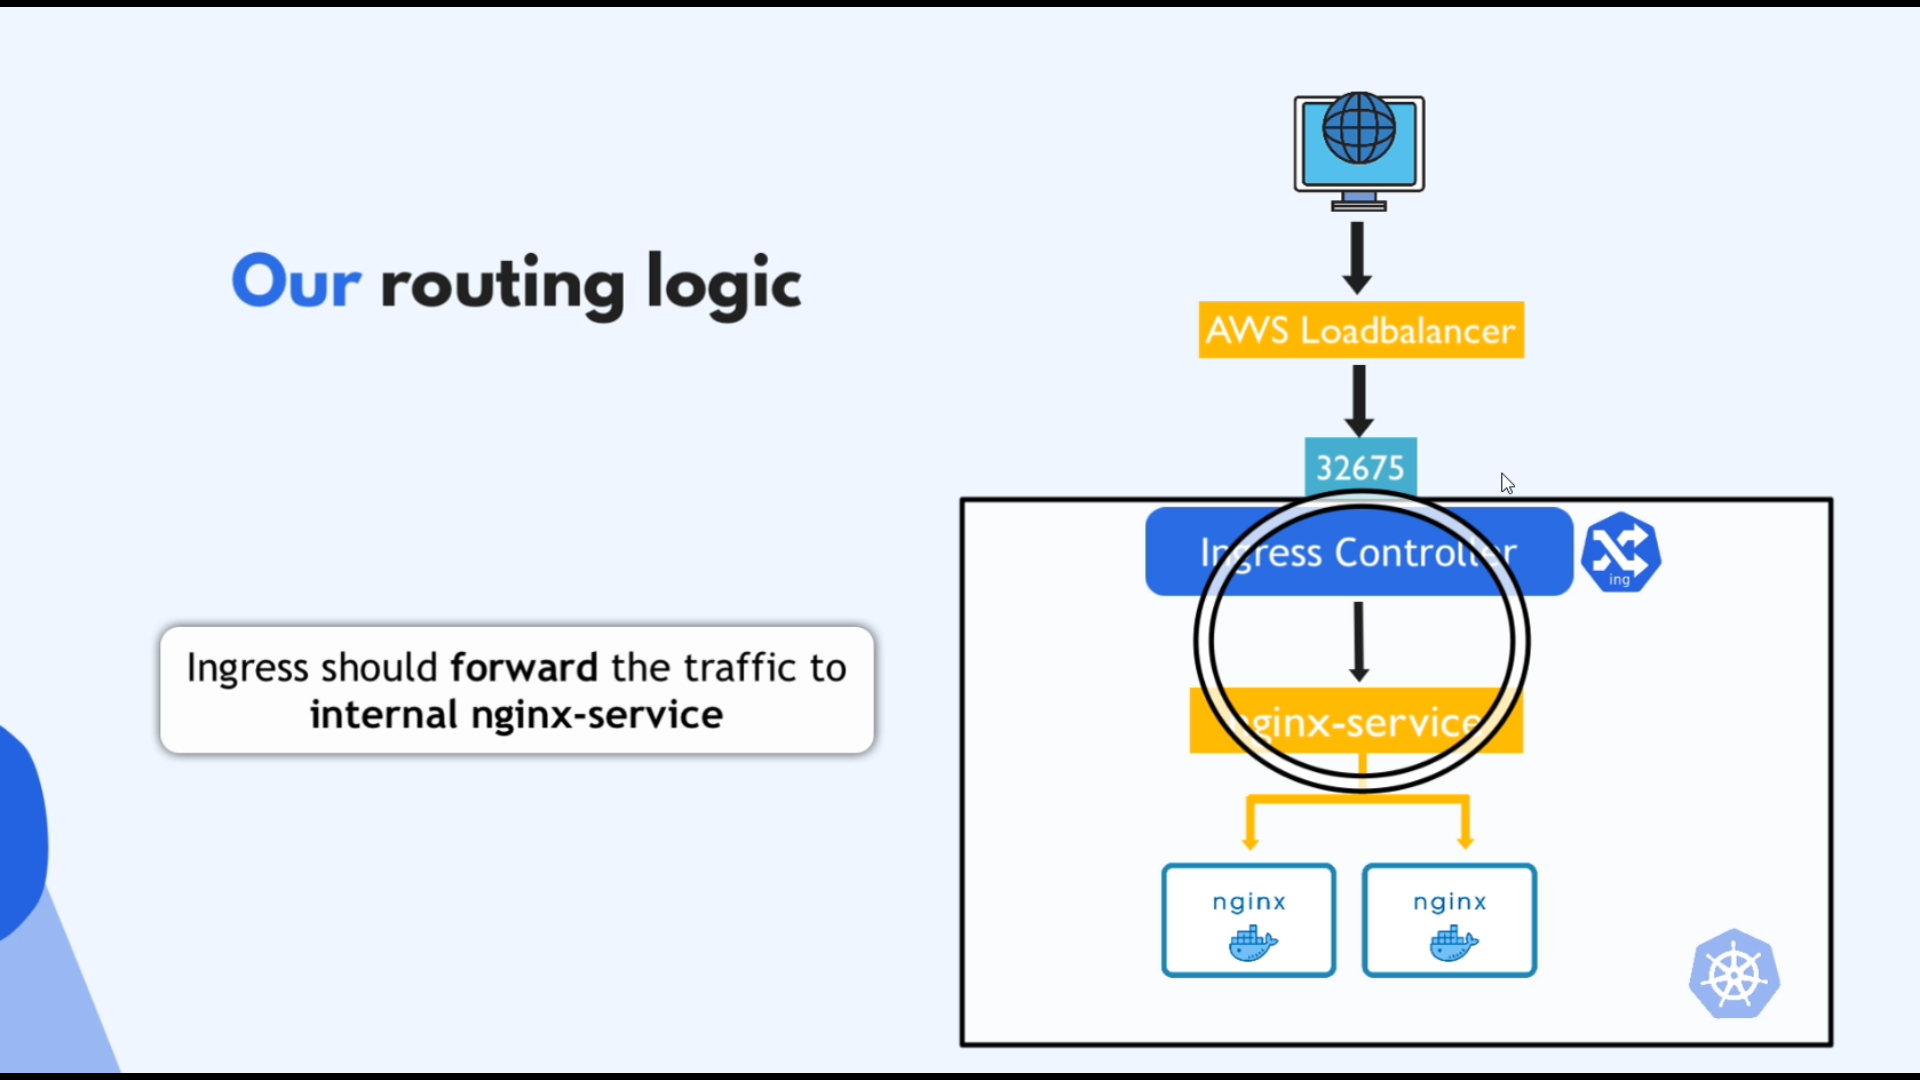 Our routing logic
AWS Loadbalancer
32675
Ingress Controller
ing
Ingress should forward the traffic to
internal nginx-service
nginx-service
nginx
nginx